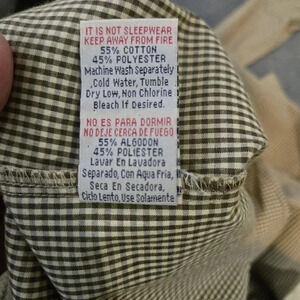 IT IS NOT SLEEPWEAR
KEEP AWAY FROM FIRE
55% COTTON
45% POLYESTER
Machine Wash Separately
,Cold Water, Tumble
Dry Low, Non Chlorine
Bleach If Desired.
NO ES PARA DORMIR
NO DEJE CERCA DE FUEGO
55% ALGODON
45% POLIESTER
Lavar En Lavadora
Separado, Con Agua Fria,
Seca En Secadora,
Ciclo Lento, Use Solamente